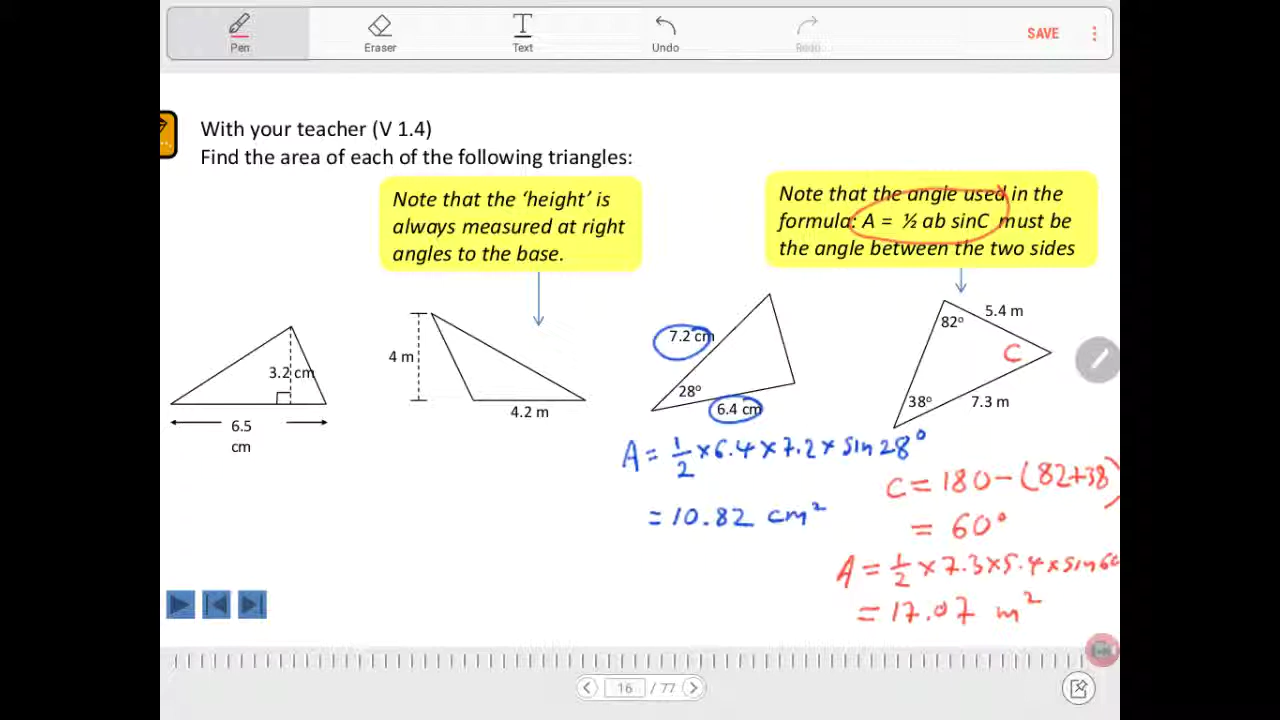 Pen
Eraser
Text
Undo
Redo
SAVE
With your teacher (V 1.4)
Find the area of each of the following triangles:
Note that the ‘height’ is
always measured at right
angles to the base.
Note that the angle used in the
formula: A = ½ ab sinC must be
the angle between the two sides
3.2 cm
6.5
cm
4 m
4.2 m
7.2 cm
28°
6.4 cm
82°
5.4 m
C
38°
7.3 m
A = 1/2 × 6.4 × 7.2 × sin 28°
= 10.82 cm²
C = 180 – (82+38)
= 60°
A = 1/2 × 7.3 × 5.4 × sin 60
= 17.07 m²
16 / 77